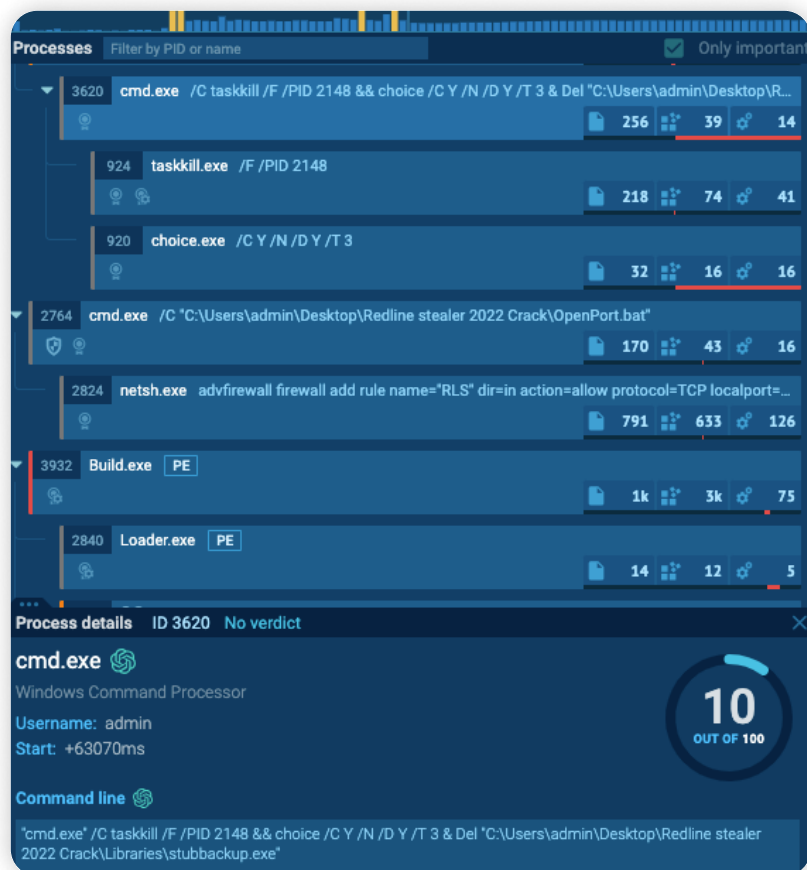 Processes Filter by PID or name Only important
3620 cmd.exe /C taskkill /F /PID 2148 && choice /C Y /N /D Y /T 3 & Del "C:\Users\admin\Desktop\R...
256 39 14
924 taskkill.exe /F /PID 2148
218 74 41
920 choice.exe /C Y /N /D Y /T 3
32 16 16
2764 cmd.exe /C "C:\Users\admin\Desktop\Redline stealer 2022 Crack\OpenPort.bat"
170 43 16
2824 netsh.exe advfirewall firewall add rule name="RLS" dir=in action=allow protocol=TCP localport=...
791 633 126
3932 Build.exe PE
1k 3k 75
2840 Loader.exe PE
14 12 5
Process details ID 3620 No verdict
cmd.exe
Windows Command Processor
Username: admin
Start: +63070ms
10
OUT OF 100
Command line
"cmd.exe" /C taskkill /F /PID 2148 && choice /C Y /N /D Y /T 3 & Del "C:\Users\admin\Desktop\Redline stealer
2022 Crack\Libraries\stubbackup.exe"